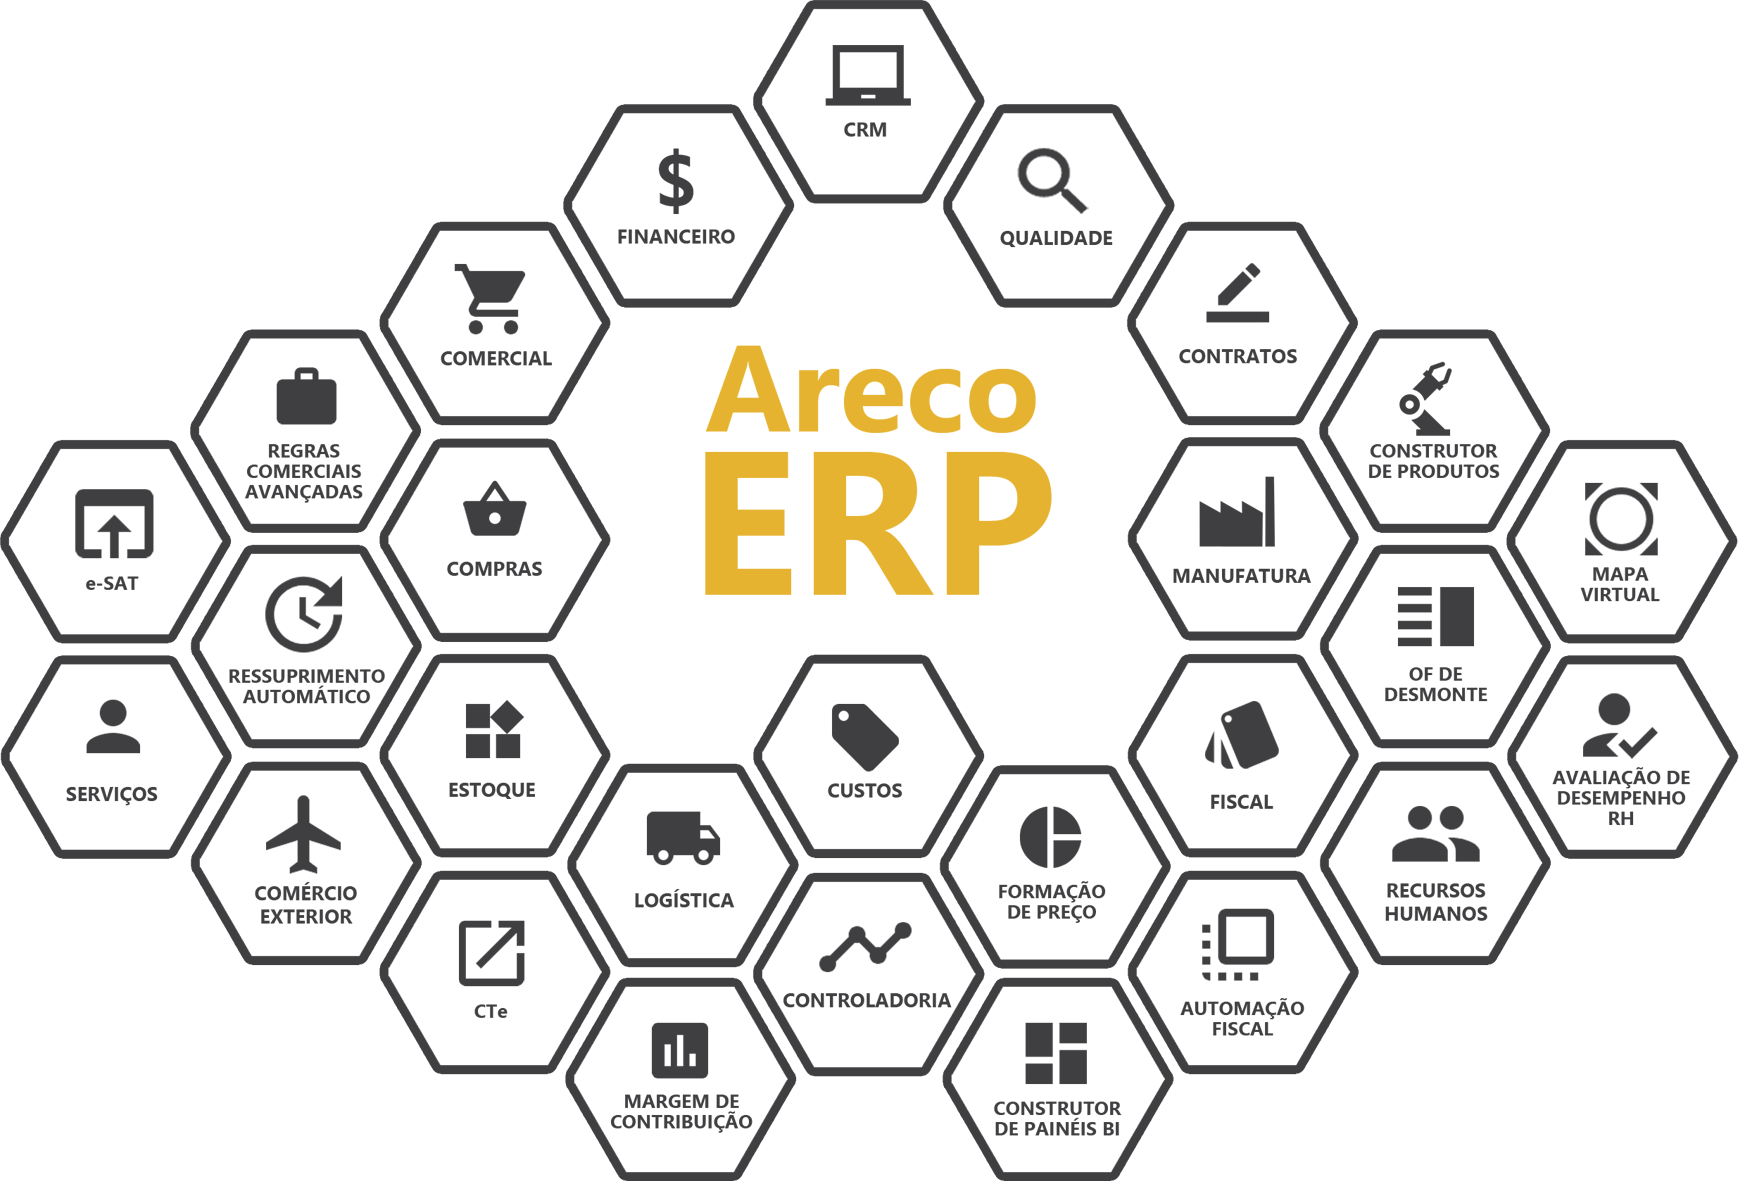 CRM
FINANCEIRO
QUALIDADE
COMERCIAL
CONTRATOS
Areco
ERP
REGRAS
COMERCIAIS
AVANÇADAS
CONSTRUTOR
DE PRODUTOS
e-SAT
COMPRAS
MANUFATURA
MAPA
VIRTUAL
RESSUPRIMENTO
AUTOMÁTICO
OF DE
DESMONTE
SERVIÇOS
ESTOQUE
CUSTOS
FISCAL
AVALIAÇÃO DE
DESEMPENHO
RH
COMÉRCIO
EXTERIOR
LOGÍSTICA
FORMAÇÃO
DE PREÇO
RECURSOS
HUMANOS
CTe
CONTROLADORIA
AUTOMAÇÃO
FISCAL
MARGEM DE
CONTRIBUIÇÃO
CONSTRUTOR
DE PAINÉIS BI